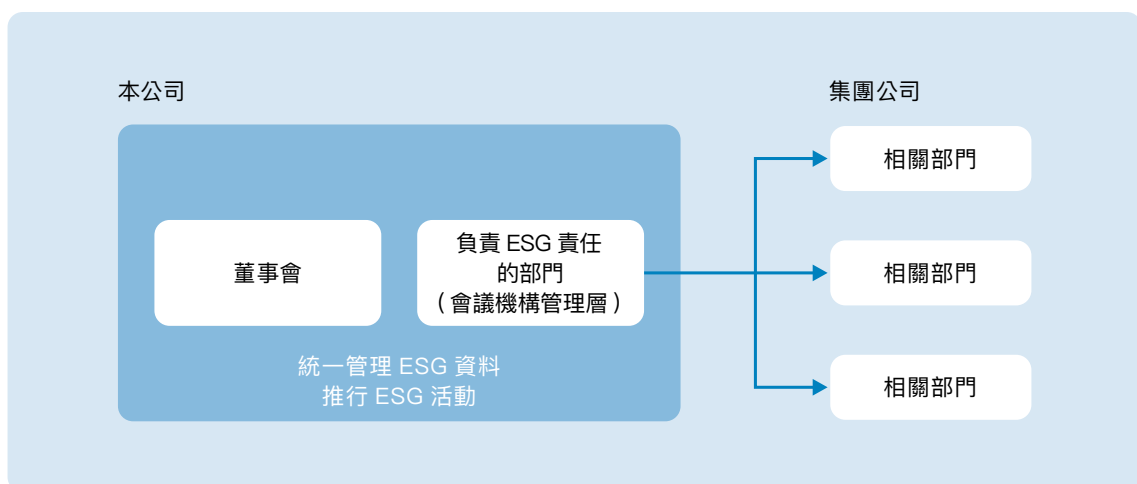 本公司
集團公司
相關部門
董事會
負責 ESG 責任
的部門
（會議機構管理層）
相關部門
統一管理 ESG 資料
推行 ESG 活動
相關部門